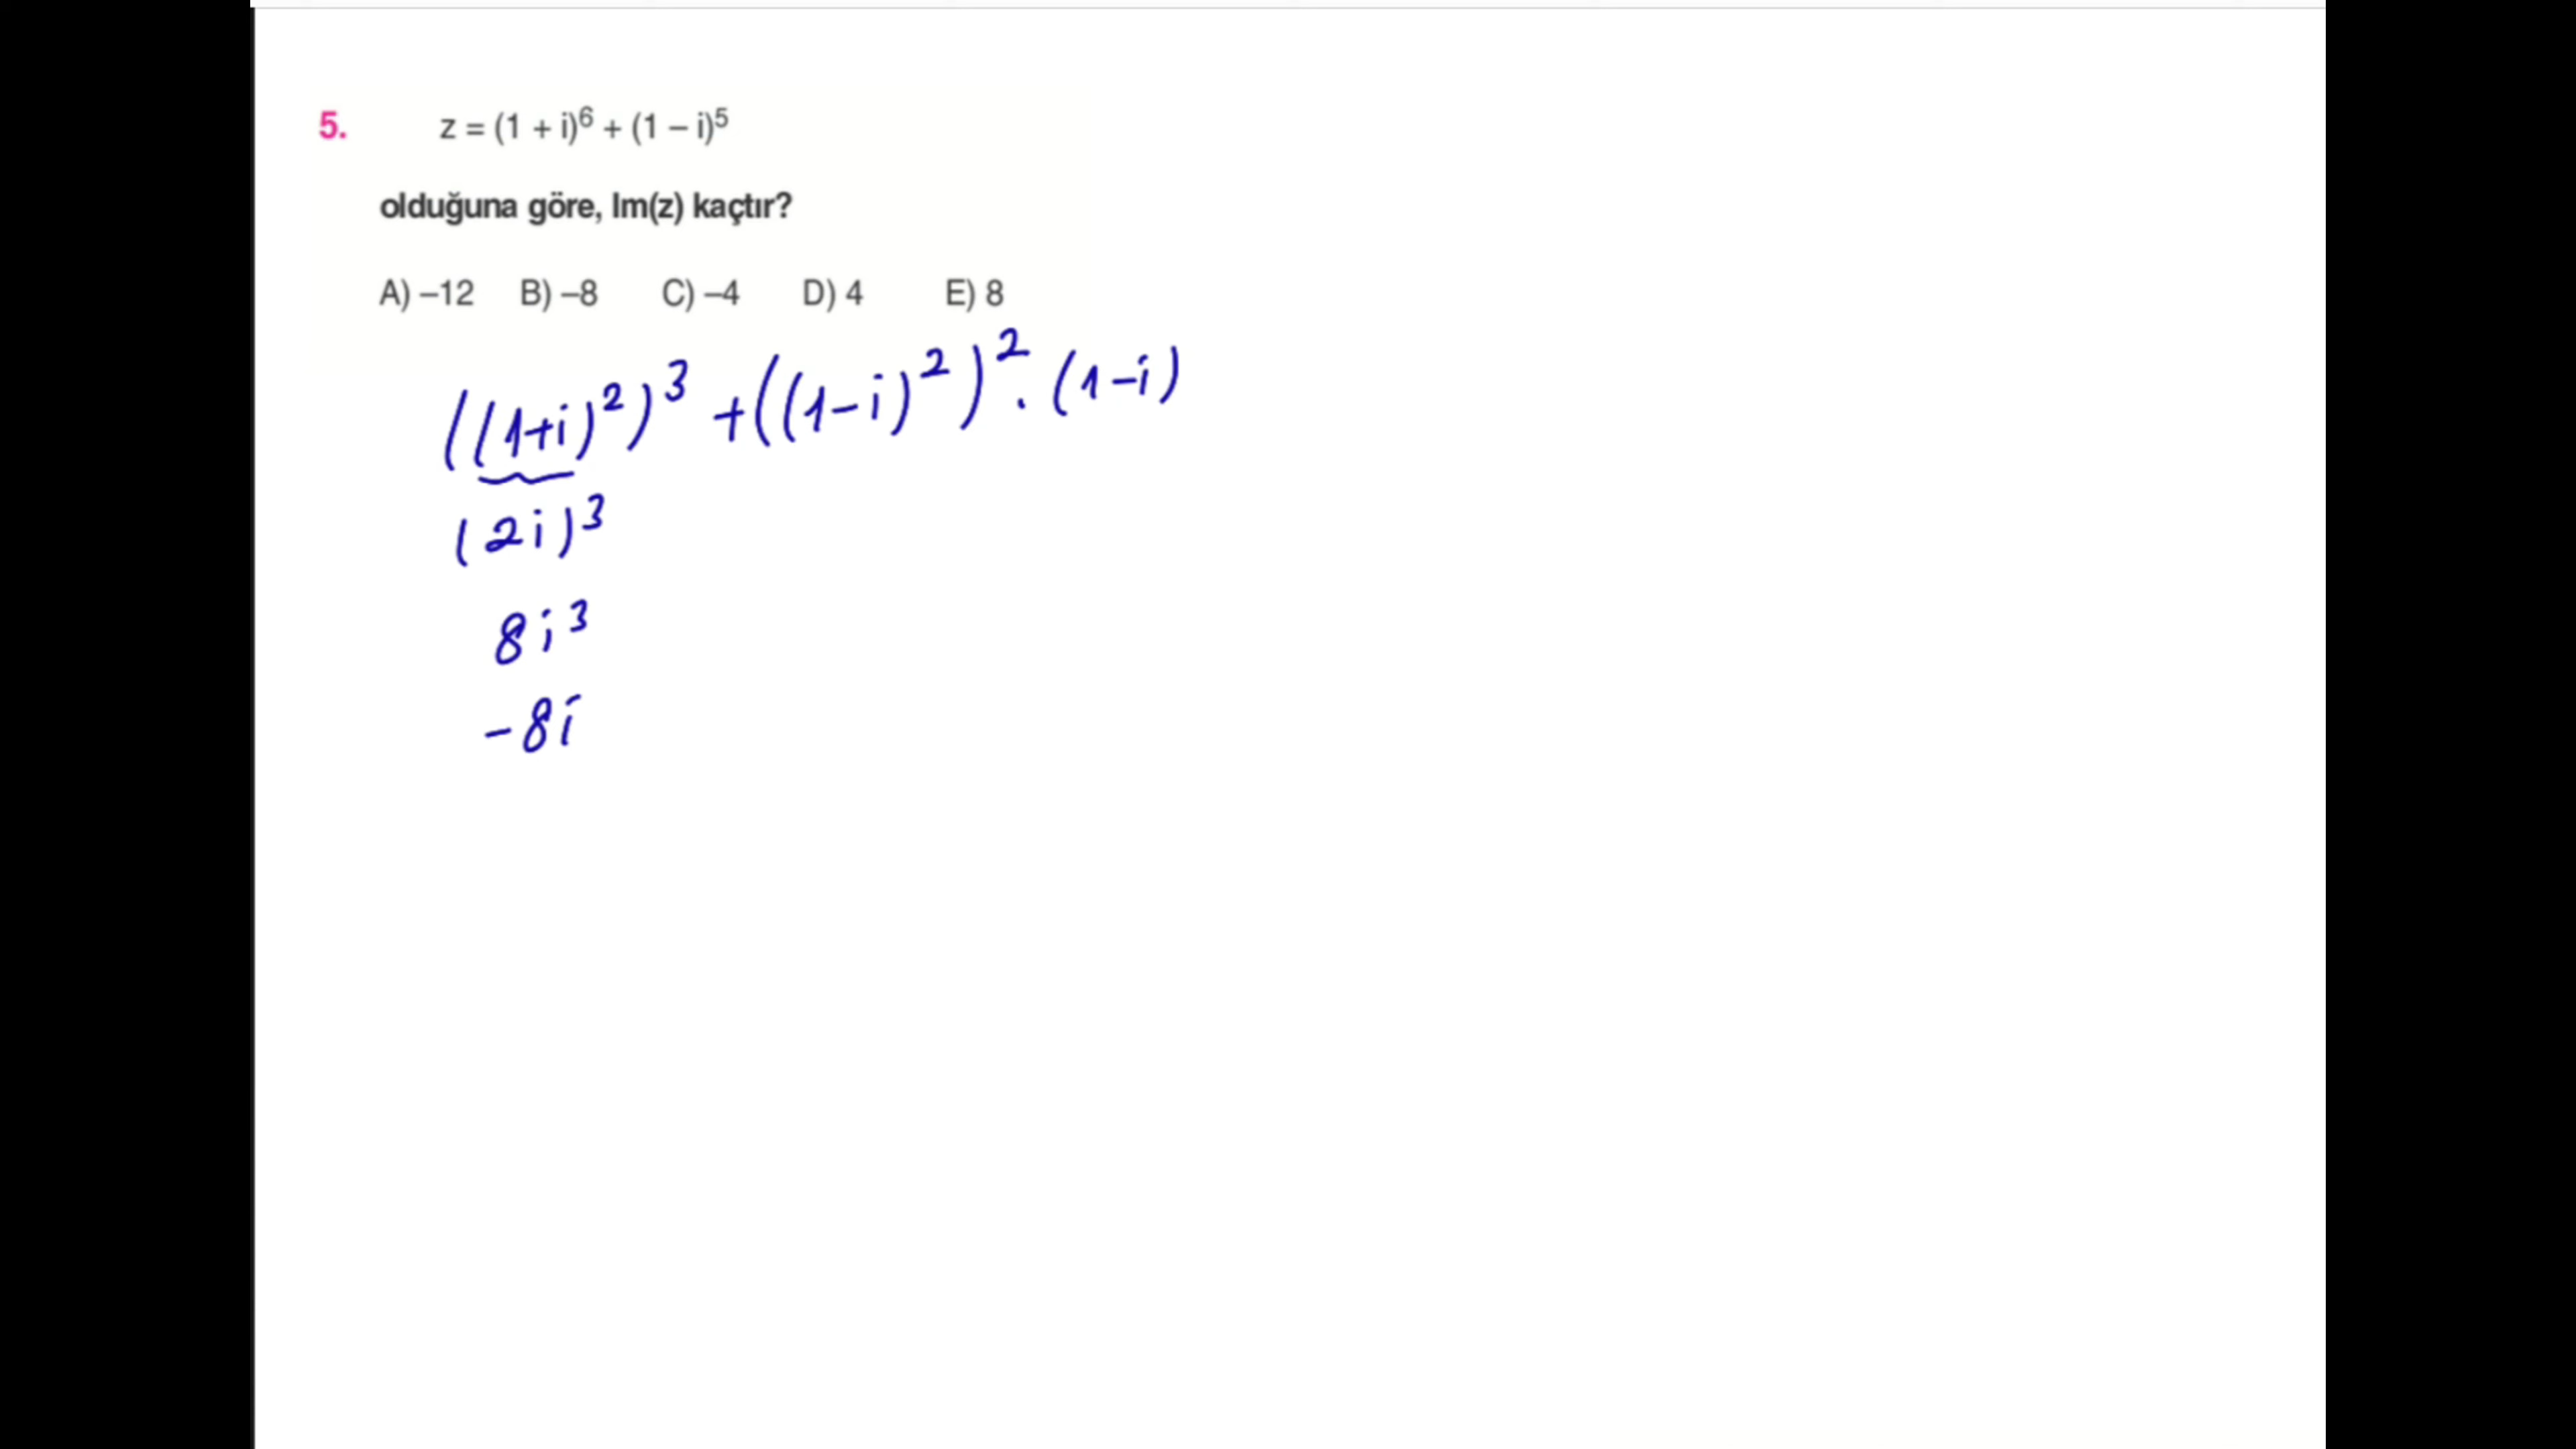 5. z = (1 + i)⁶ + (1 – i)⁵
olduğuna göre, Im(z) kaçtır?
A) –12 B) –8 C) –4 D) 4 E) 8
((1+i)²)³ + ((1-i)²)² . (1-i)
(2i)³
8i³
-8i